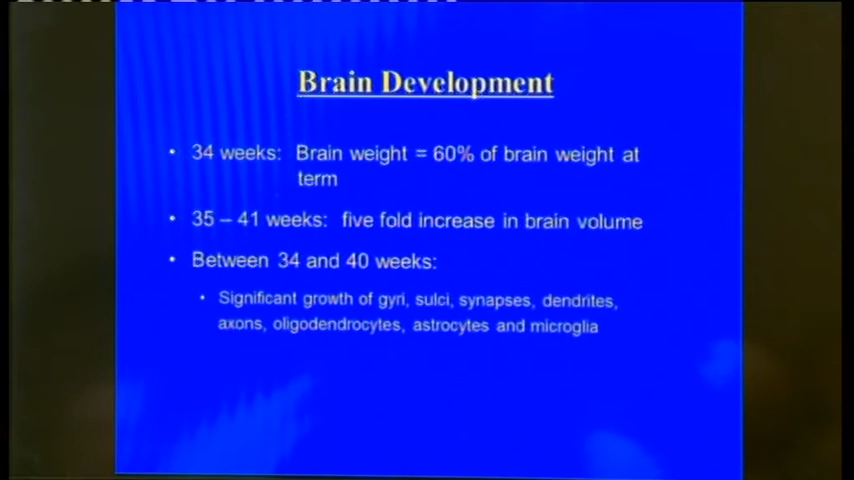 Brain Development
• 34 weeks: Brain weight = 60% of brain weight at
term
• 35 – 41 weeks: five fold increase in brain volume
• Between 34 and 40 weeks:
• Significant growth of gyri, sulci, synapses, dendrites,
axons, oligodendrocytes, astrocytes and microglia